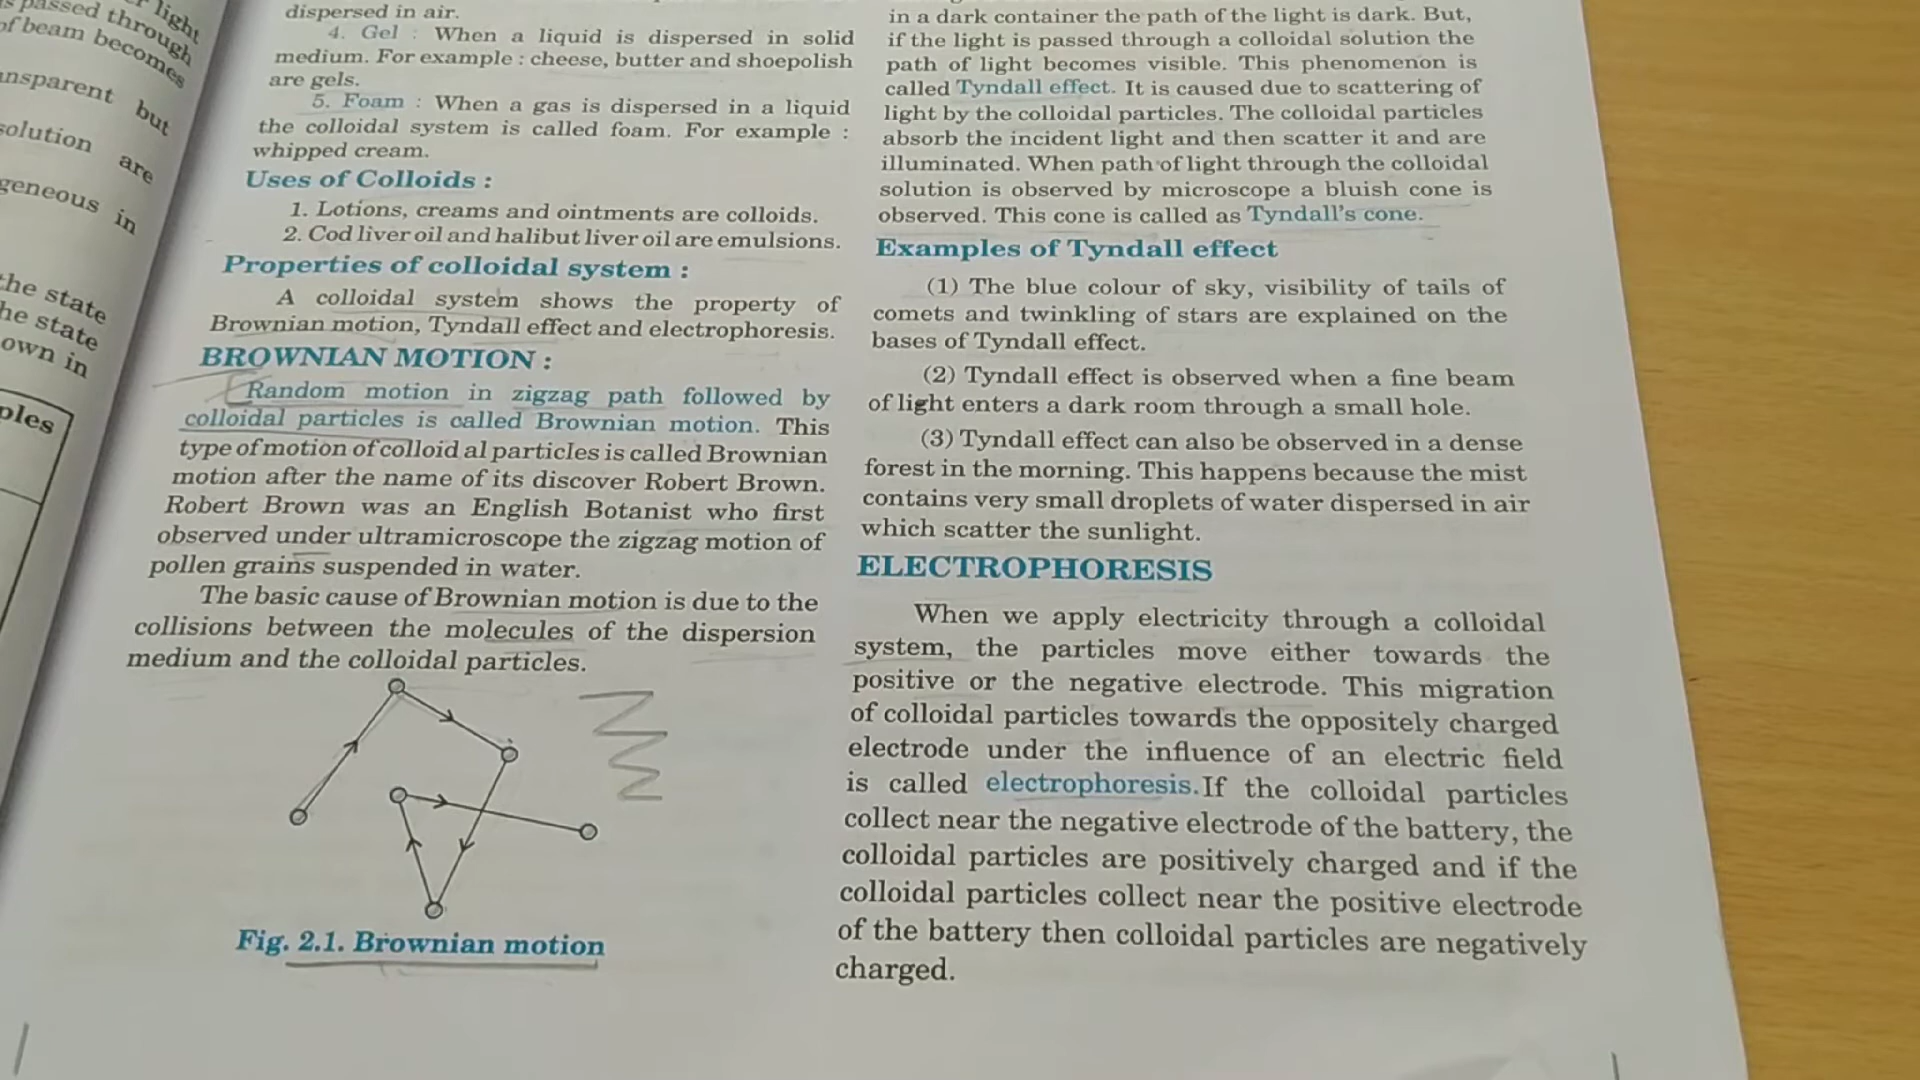 light
s passed through
of beam becomes
nsparent but
solution are
geneous in
the state
he state
own in
ples
dispersed in air.
4. Gel : When a liquid is dispersed in solid
medium. For example : cheese, butter and shoepolish
are gels.
5. Foam : When a gas is dispersed in a liquid
the colloidal system is called foam. For example :
whipped cream.
Uses of Colloids :
1. Lotions, creams and ointments are colloids.
2. Cod liver oil and halibut liver oil are emulsions.
Properties of colloidal system :
A colloidal system shows the property of
Brownian motion, Tyndall effect and electrophoresis.
BROWNIAN MOTION :
Random motion in zigzag path followed by
colloidal particles is called Brownian motion. This
type of motion of colloid al particles is called Brownian
motion after the name of its discover Robert Brown.
Robert Brown was an English Botanist who first
observed under ultramicroscope the zigzag motion of
pollen grains suspended in water.
The basic cause of Brownian motion is due to the
collisions between the molecules of the dispersion
medium and the colloidal particles.
Fig. 2.1. Brownian motion
in a dark container the path of the light is dark. But,
if the light is passed through a colloidal solution the
path of light becomes visible. This phenomenon is
called Tyndall effect. It is caused due to scattering of
light by the colloidal particles. The colloidal particles
absorb the incident light and then scatter it and are
illuminated. When path of light through the colloidal
solution is observed by microscope a bluish cone is
observed. This cone is called as Tyndall's cone.
Examples of Tyndall effect
(1) The blue colour of sky, visibility of tails of
comets and twinkling of stars are explained on the
bases of Tyndall effect.
(2) Tyndall effect is observed when a fine beam
of light enters a dark room through a small hole.
(3) Tyndall effect can also be observed in a dense
forest in the morning. This happens because the mist
contains very small droplets of water dispersed in air
which scatter the sunlight.
ELECTROPHORESIS
When we apply electricity through a colloidal
system, the particles move either towards the
positive or the negative electrode. This migration
of colloidal particles towards the oppositely charged
electrode under the influence of an electric field
is called electrophoresis.If the colloidal particles
collect near the negative electrode of the battery, the
colloidal particles are positively charged and if the
colloidal particles collect near the positive electrode
of the battery then colloidal particles are negatively
charged.